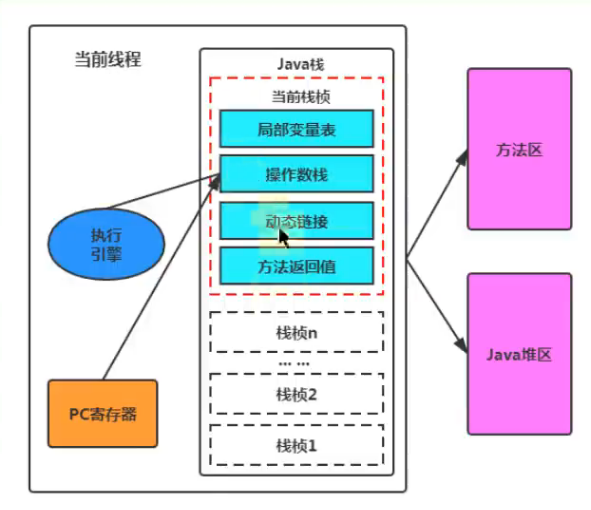 当前线程
Java栈
当前栈桢
局部变量表
操作数栈
动态链接
方法返回值
执行
引擎
PC寄存器
栈桢n
... ...
栈桢2
栈桢1
方法区
Java堆区